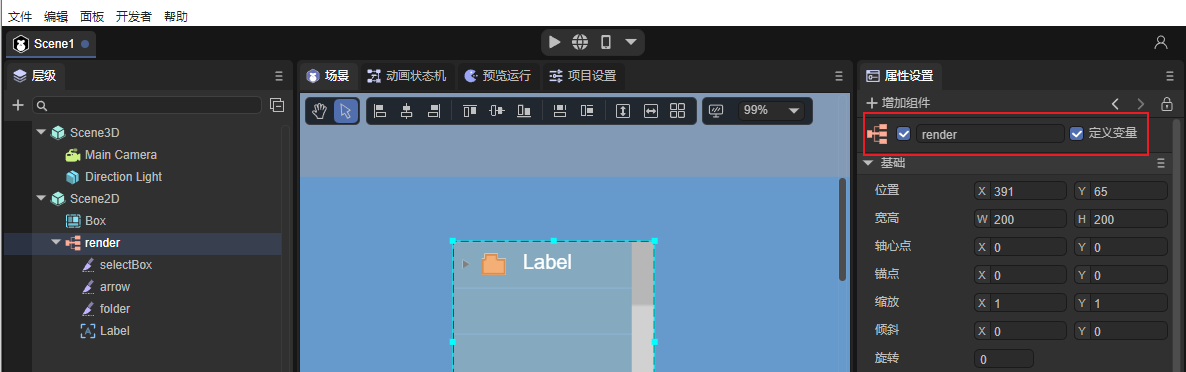 文件 编辑 面板 开发者 帮助
Scene1
层级
场景 动画状态机 预览运行 项目设置
属性设置
99%
增加组件
Scene3D
Main Camera
Direction Light
Scene2D
Box
render
selectBox
arrow
folder
Label
Label
render 定义变量
基础
位置 X 391 Y 65
宽高 W 200 H 200
轴心点 X 0 Y 0
锚点 X 0 Y 0
缩放 X 1 Y 1
倾斜 X 0 Y 0
旋转 0